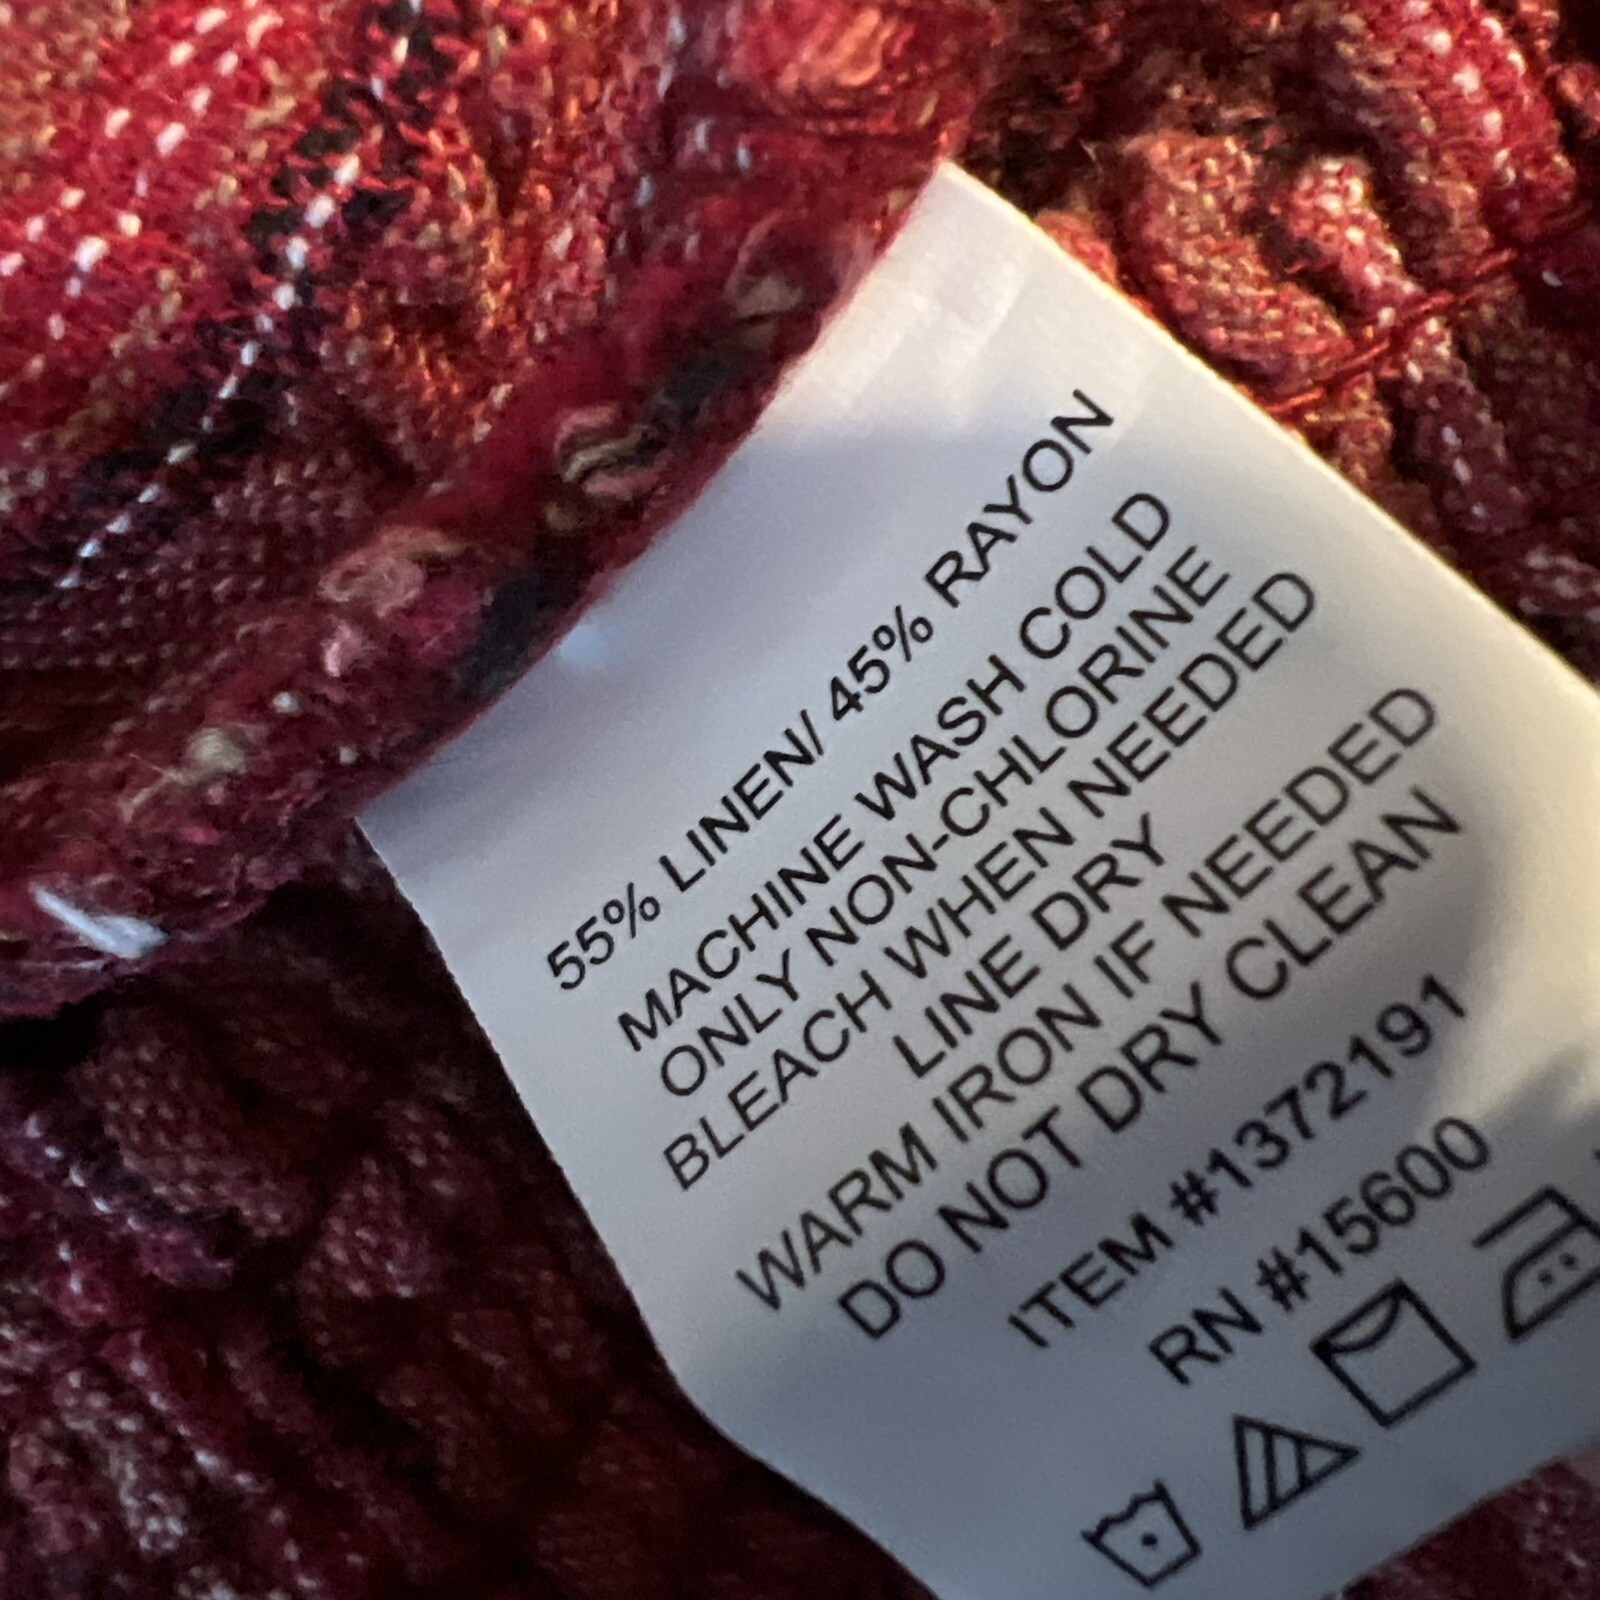 55% LINEN/ 45% RAYON
MACHINE WASH COLD
ONLY NON-CHLORINE
BLEACH WHEN NEEDED
LINE DRY
WARM IRON IF NEEDED
DO NOT DRY CLEAN
ITEM #1372191
RN #15600